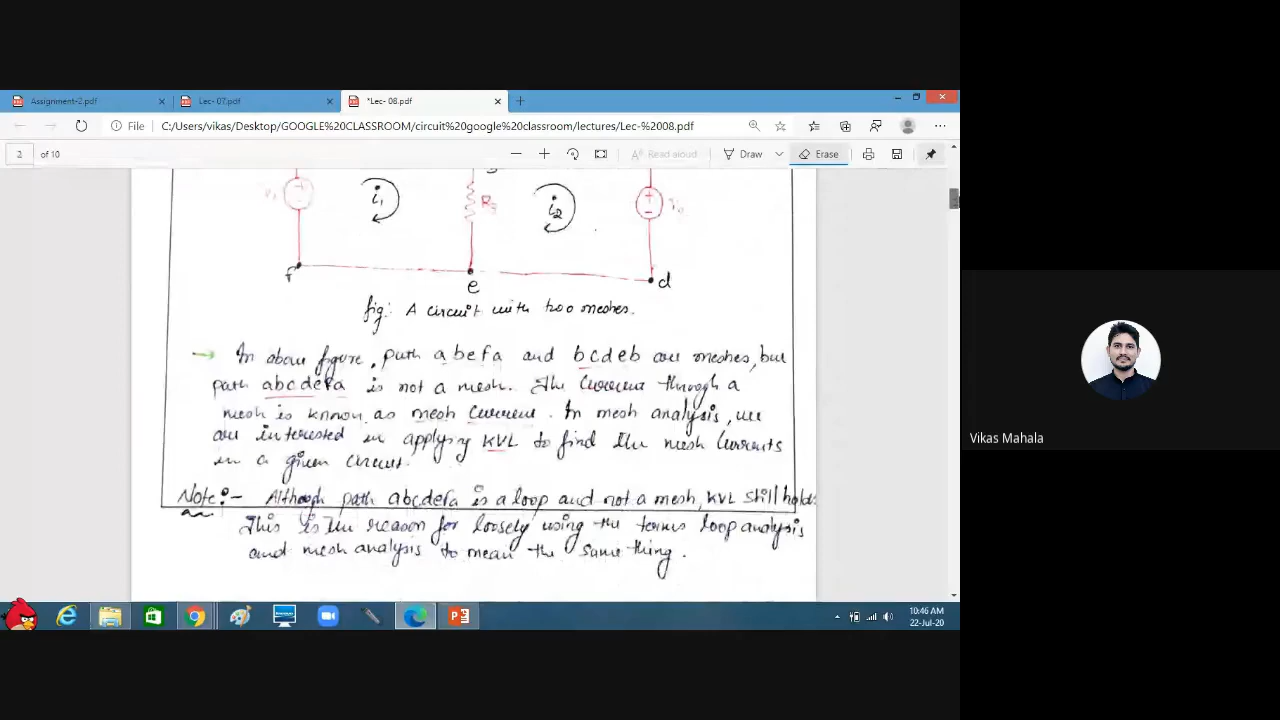 Assignment-2.pdf
Lec- 07.pdf
*Lec- 08.pdf
File
C:/Users/vikas/Desktop/GOOGLE%20CLASSROOM/circuit%20google%20classroom/lectures/Lec-%2008.pdf
2 of 10
Read aloud
Draw
Erase
i1
R3
i2
f
e
d
fig: A circuit with two meshes.
→ In above figure, path abefa and bcdeb are meshes, but
path abcdefa is not a mesh. The Current through a
mesh is known as mesh Current. In mesh analysis, we
are interested in applying KVL to find the mesh Currents
in a given Circuit.
Note:- Although path abcdefa is a loop and not a mesh, KVL still holds
This is the reason for loosely using the terms loop analysis
and mesh analysis to mean the same thing.
Vikas Mahala
10:46 AM
22-Jul-20